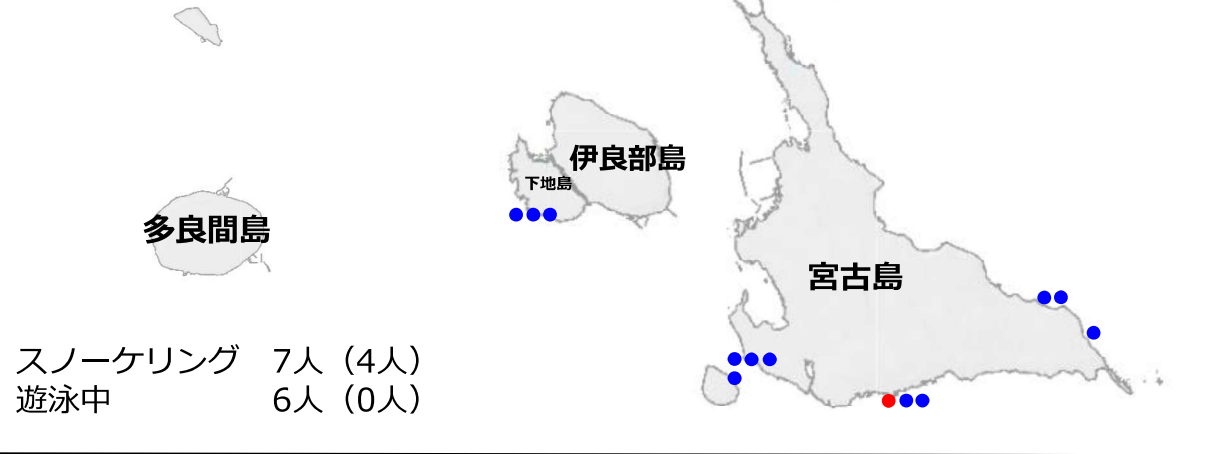 伊良部島
下地島
多良間島
宮古島
スノーケリング 7人（4人）
遊泳中 6人（0人）